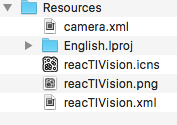 Resources
camera.xml
English.lproj
reacTIVision.icns
reacTIVision.png
reacTIVision.xml